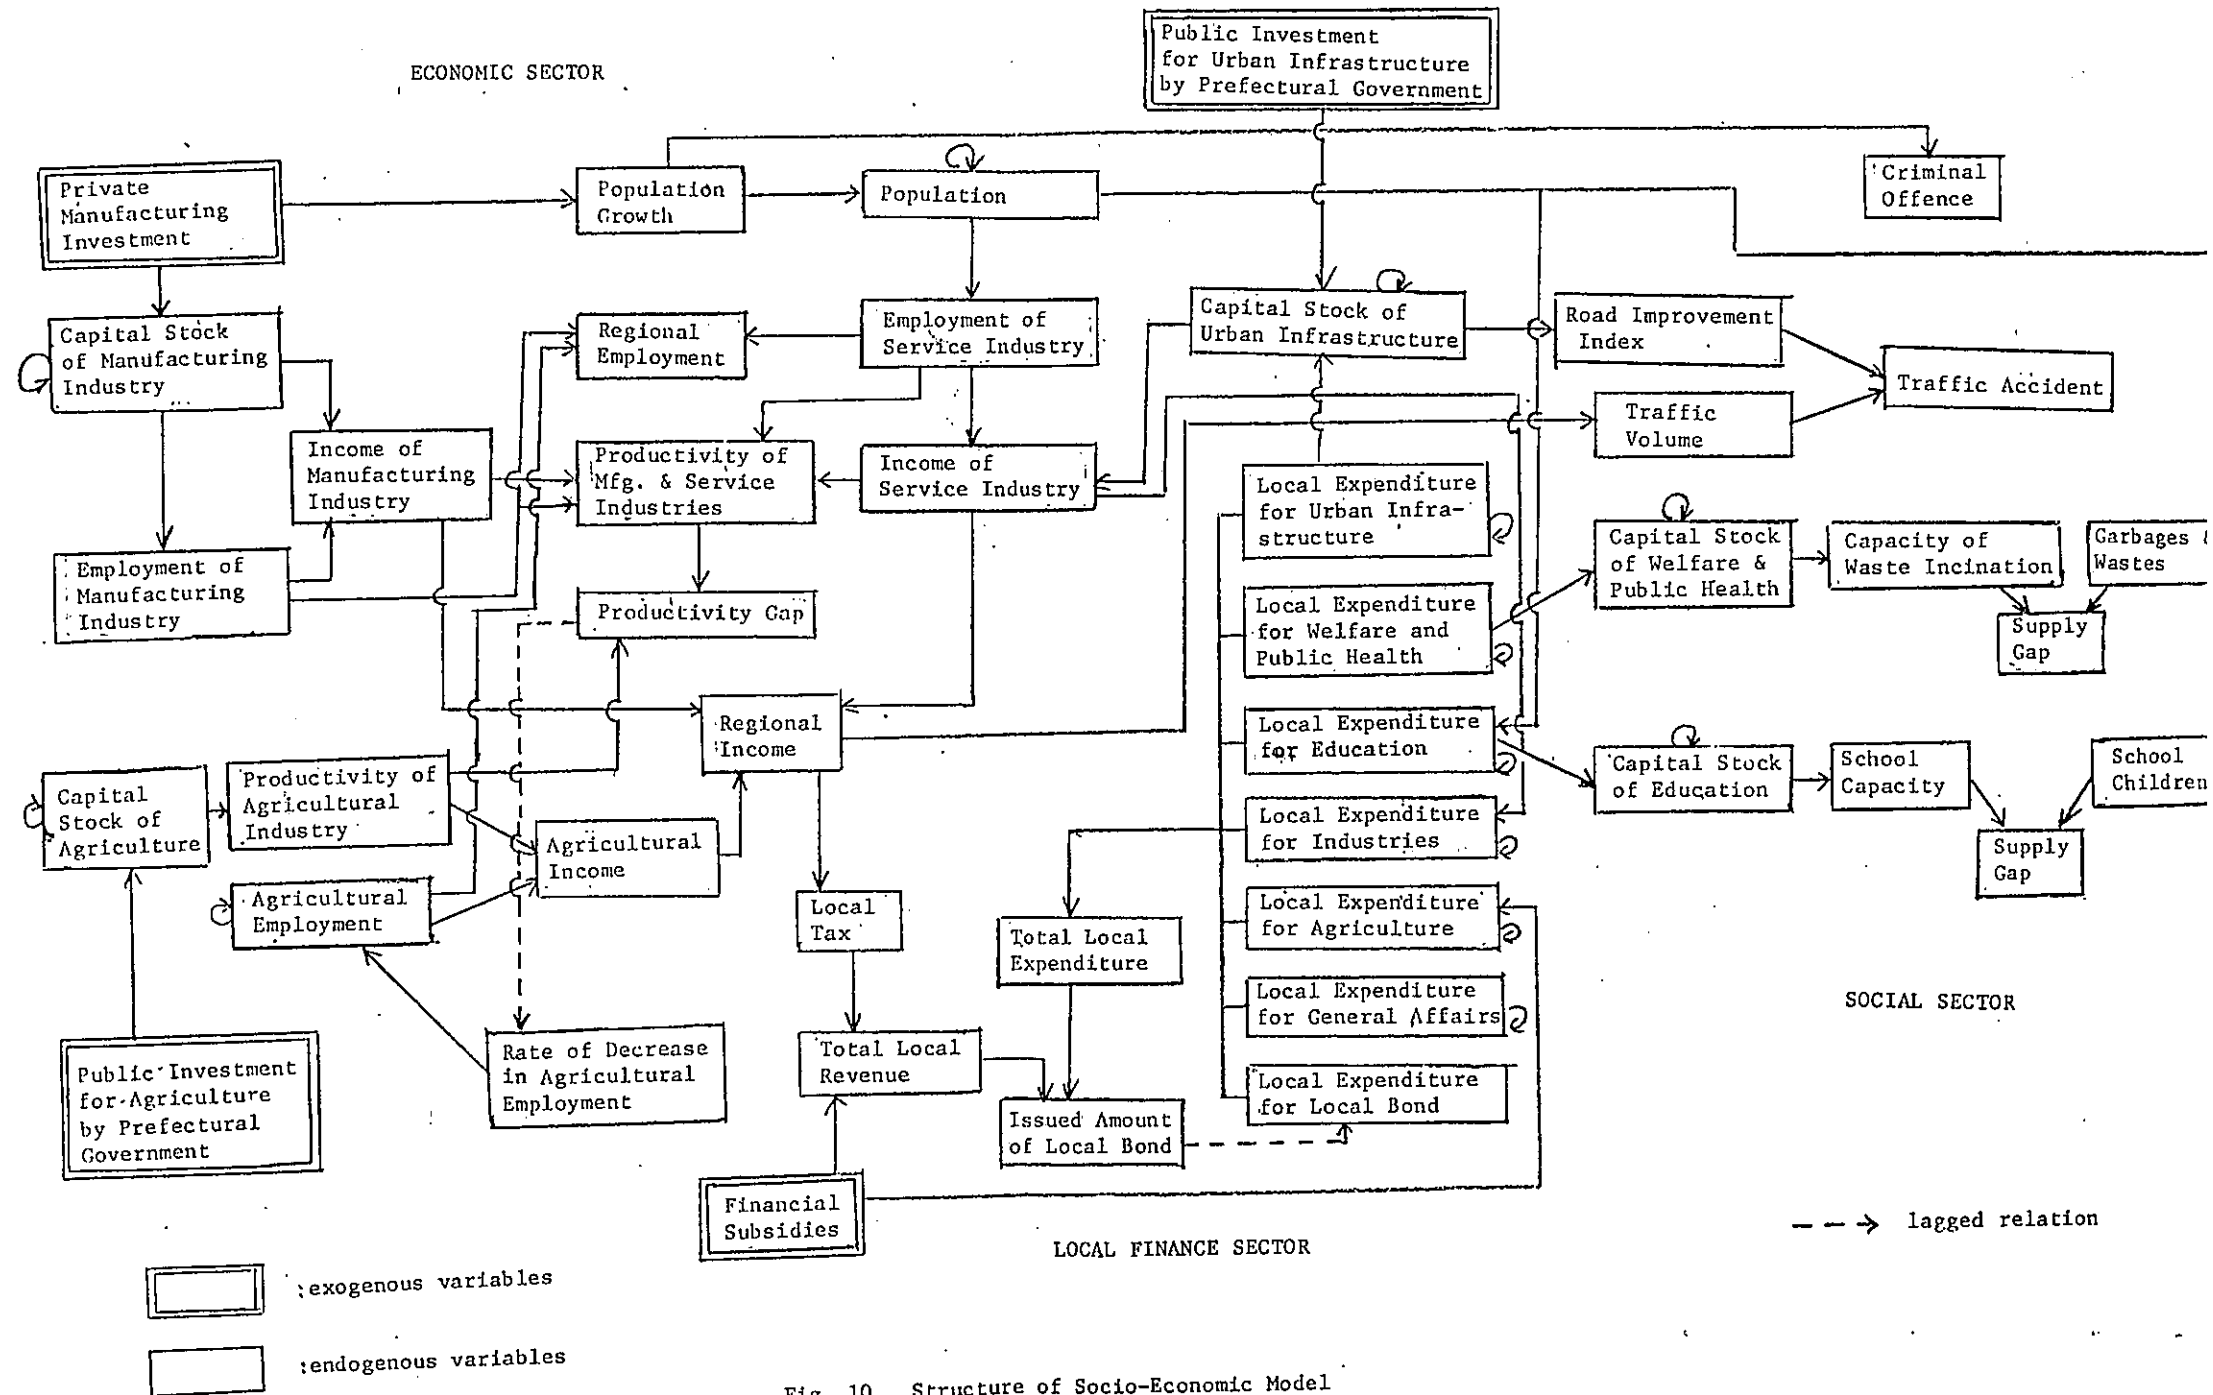 ECONOMIC SECTOR
Public Investment
for Urban Infrastructure
by Prefectural Government
Private
Manufacturing
Investment
Population
Growth
Population
Criminal
Offence
Capital Stock
of Manufacturing
Industry
Regional
Employment
Employment of
Service Industry
Capital Stock of
Urban Infrastructure
Road Improvement
Index
Traffic Accident
Traffic
Volume
Income of
Manufacturing
Industry
Productivity of
Mfg. & Service
Industries
Income of
Service Industry
Local Expenditure
for Urban Infra-
structure
Employment of
Manufacturing
Industry
Productivity Gap
Local Expenditure
for Welfare and
Public Health
Capital Stock
of Welfare &
Public Health
Capacity of
Waste Incination
Garbages
Wastes
Supply
Gap
Regional
Income
Local Expenditure
for Education
Capital Stock
of Education
School
Capacity
School
Children
Supply
Gap
Capital
Stock of
Agriculture
Productivity of
Agricultural
Industry
Agricultural
Income
Local Expenditure
for Industries
Agricultural
Employment
Local
Tax
Total Local
Expenditure
Local Expenditure
for Agriculture
Local Expenditure
for General Affairs
SOCIAL SECTOR
Public Investment
for Agriculture
by Prefectural
Government
Rate of Decrease
in Agricultural
Employment
Total Local
Revenue
Issued Amount
of Local Bond
Local Expenditure
for Local Bond
Financial
Subsidies
LOCAL FINANCE SECTOR
lagged relation
:exogenous variables
:endogenous variables
Fig. 10 Structure of Socio-Economic Model